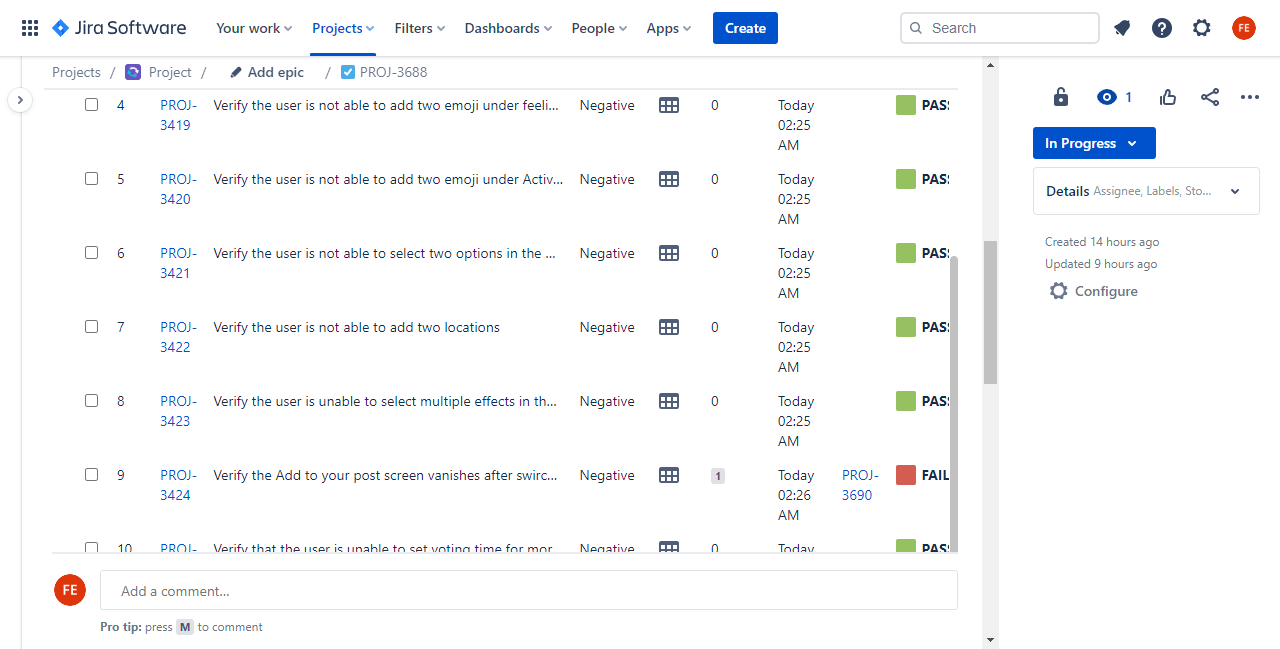 Jira Software Your work Projects Filters Dashboards People Apps Create Search FE
Projects / Project / Add epic / PROJ-3688
1
In Progress
Details Assignee, Labels, Sto...
Created 14 hours ago
Updated 9 hours ago
Configure
4 PROJ- Verify the user is not able to add two emoji under feeli... Negative 0 Today PASS
3419 02:25
AM
5 PROJ- Verify the user is not able to add two emoji under Activ... Negative 0 Today PASS
3420 02:25
AM
6 PROJ- Verify the user is not able to select two options in the ... Negative 0 Today PASS
3421 02:25
AM
7 PROJ- Verify the user is not able to add two locations Negative 0 Today PASS
3422 02:25
AM
8 PROJ- Verify the user is unable to select multiple effects in th... Negative 0 Today PASS
3423 02:25
AM
9 PROJ- Verify the Add to your post screen vanishes after swirc... Negative 1 Today PROJ- FAIL
3424 02:26 3690
AM
10 PROJ- Verify that the user is unable to set voting time for mor Negative 0 Today PASS
FE Add a comment...
Pro tip: press M to comment